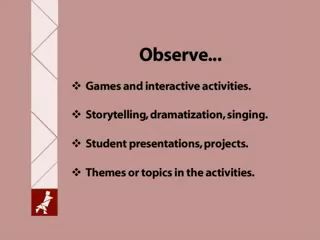 Observe...
❖ Games and interactive activities.
❖ Storytelling, dramatization, singing.
❖ Student presentations, projects.
❖ Themes or topics in the activities.